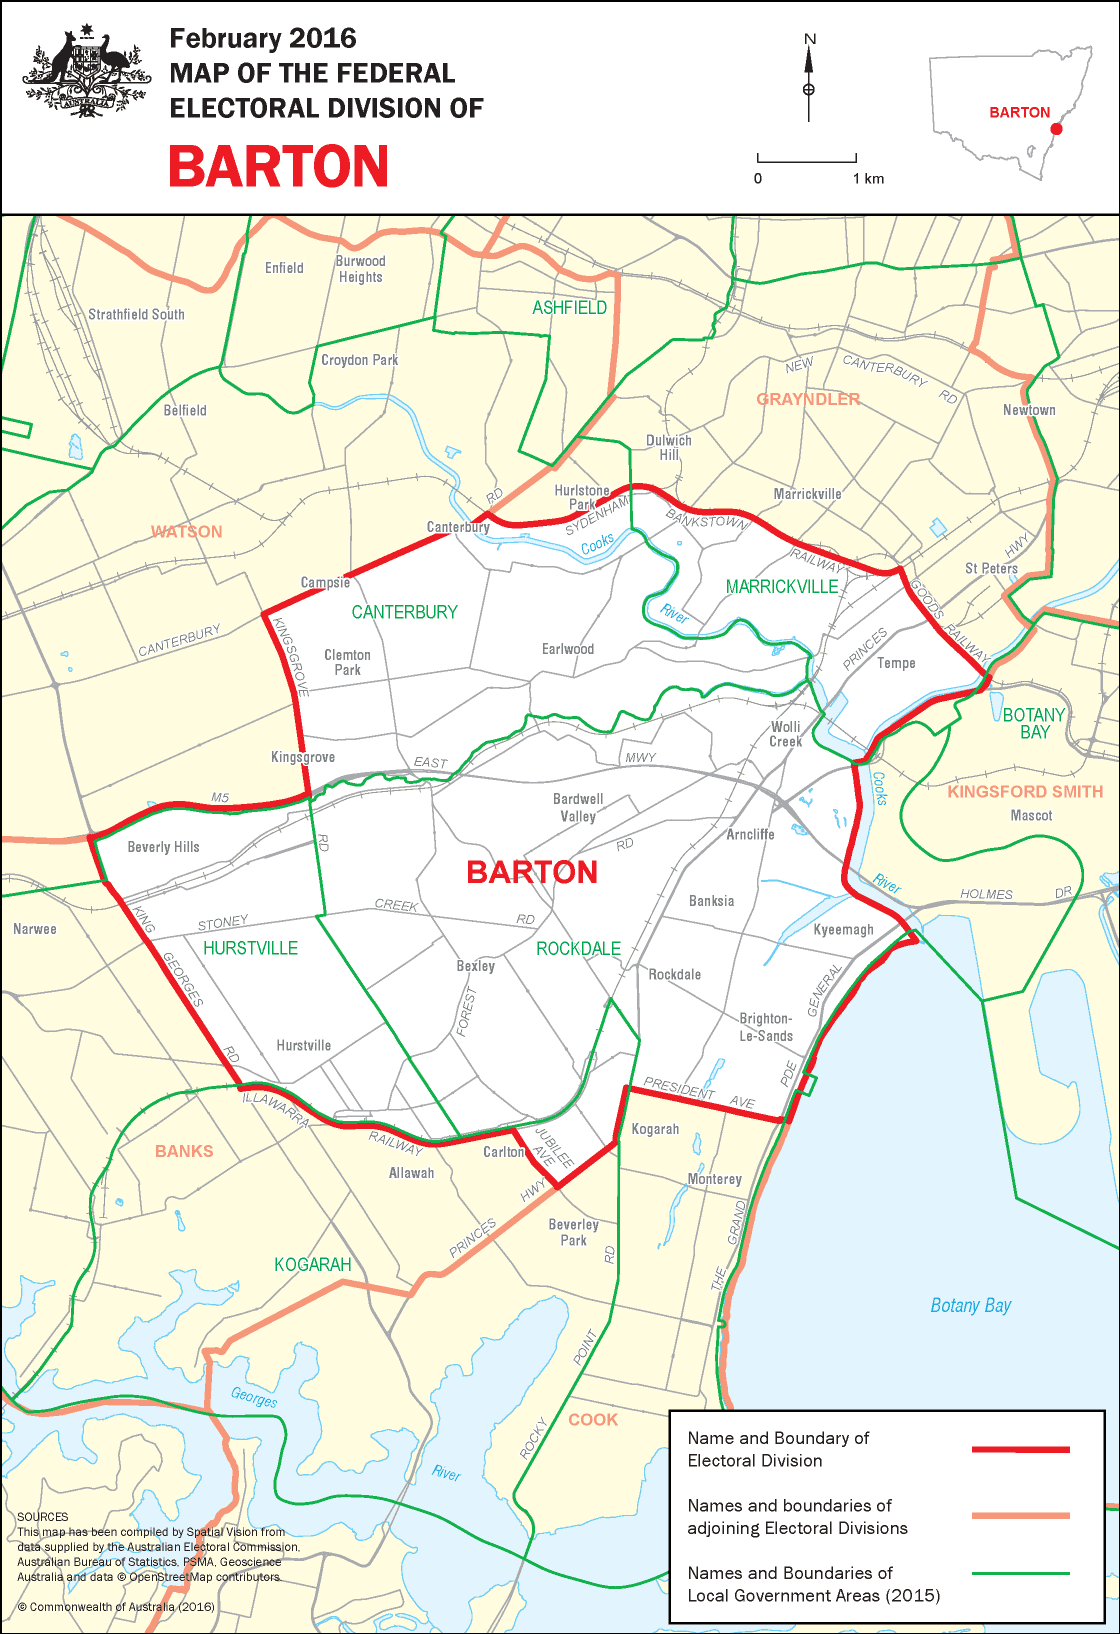 February 2016
MAP OF THE FEDERAL
ELECTORAL DIVISION OF
BARTON
AUSTRALIA
N
0 1 km
BARTON
Enfield
Burwood
Heights
Strathfield South
ASHFIELD
Croydon Park
NEW CANTERBURY RD
GRAYNDLER
Belfield
Newtown
Dulwich
Hill
Hurlstone
Park
RD
Marrickville
WATSON
Canterbury
SYDENHAM
BANKSTOWN
RAILWAY
Cooks
River
HWY
St Peters
Campsie
CANTERBURY
MARRICKVILLE
GOODS RAILWAY
CANTERBURY
KINGSGROVE
Clemton
Park
Earlwood
PRINCES
Tempe
BOTANY
BAY
Wolli
Creek
Kingsgrove
EAST
MWY
M5
Cooks
KINGSFORD SMITH
Mascot
Bardwell
Valley
Arncliffe
Beverly Hills
RD
RD
BARTON
River
HOLMES DR
Banksia
Narwee
KING
GEORGES
RD
STONEY
CREEK
RD
Kyeemagh
HURSTVILLE
ROCKDALE
Bexley
Rockdale
GENERAL
FOREST
Brighton-
Le-Sands
Hurstville
PDE
PRESIDENT AVE
ILLAWARRA
RAILWAY
BANKS
Carlton
JUBILEE
AVE
Kogarah
Allawah
HWY
Monterey
PRINCES
Beverley
Park
RD
GRAND
THE
KOGARAH
Botany Bay
POINT
Georges
River
COOK
ROCKY
Name and Boundary of
Electoral Division
Names and boundaries of
adjoining Electoral Divisions
Names and Boundaries of
Local Government Areas (2015)
SOURCES
This map has been compiled by Spatial Vision from
data supplied by the Australian Electoral Commission,
Australian Bureau of Statistics, PSMA, Geoscience
Australia and data © OpenStreetMap contributors.
© Commonwealth of Australia (2016)